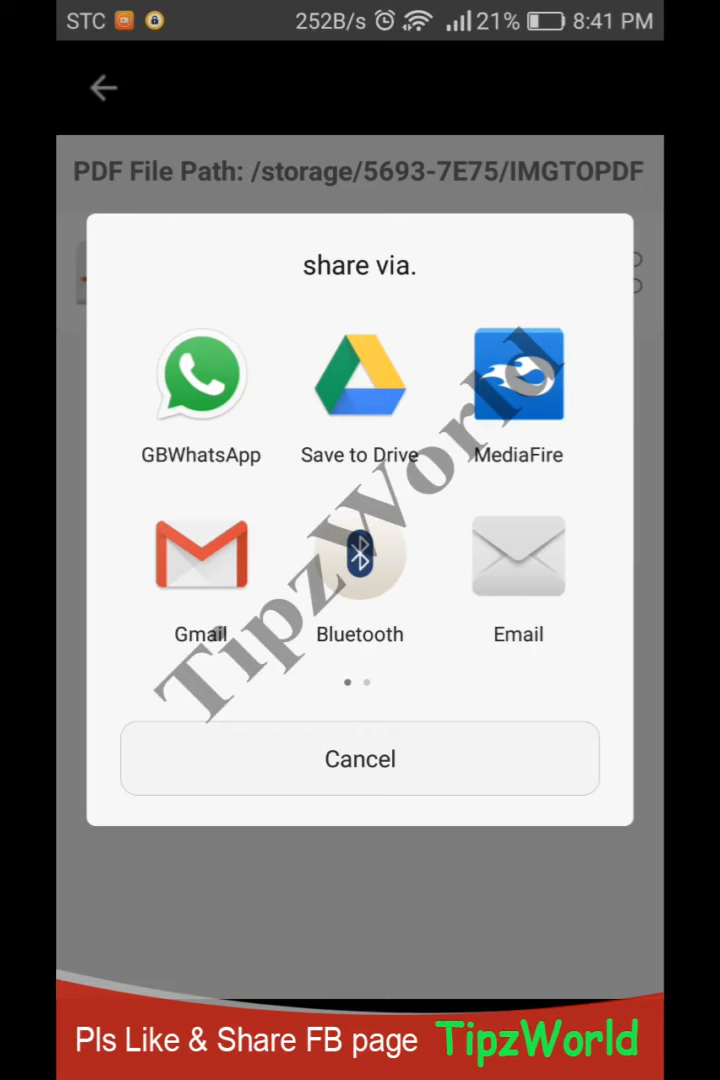 STC 252B/s 21% 8:41 PM
PDF File Path: /storage/5693-7E75/IMGTOPDF
share via.
GBWhatsApp Save to Drive MediaFire
Gmail Bluetooth Email
TipzWorld
Cancel
Pls Like & Share FB page TipzWorld